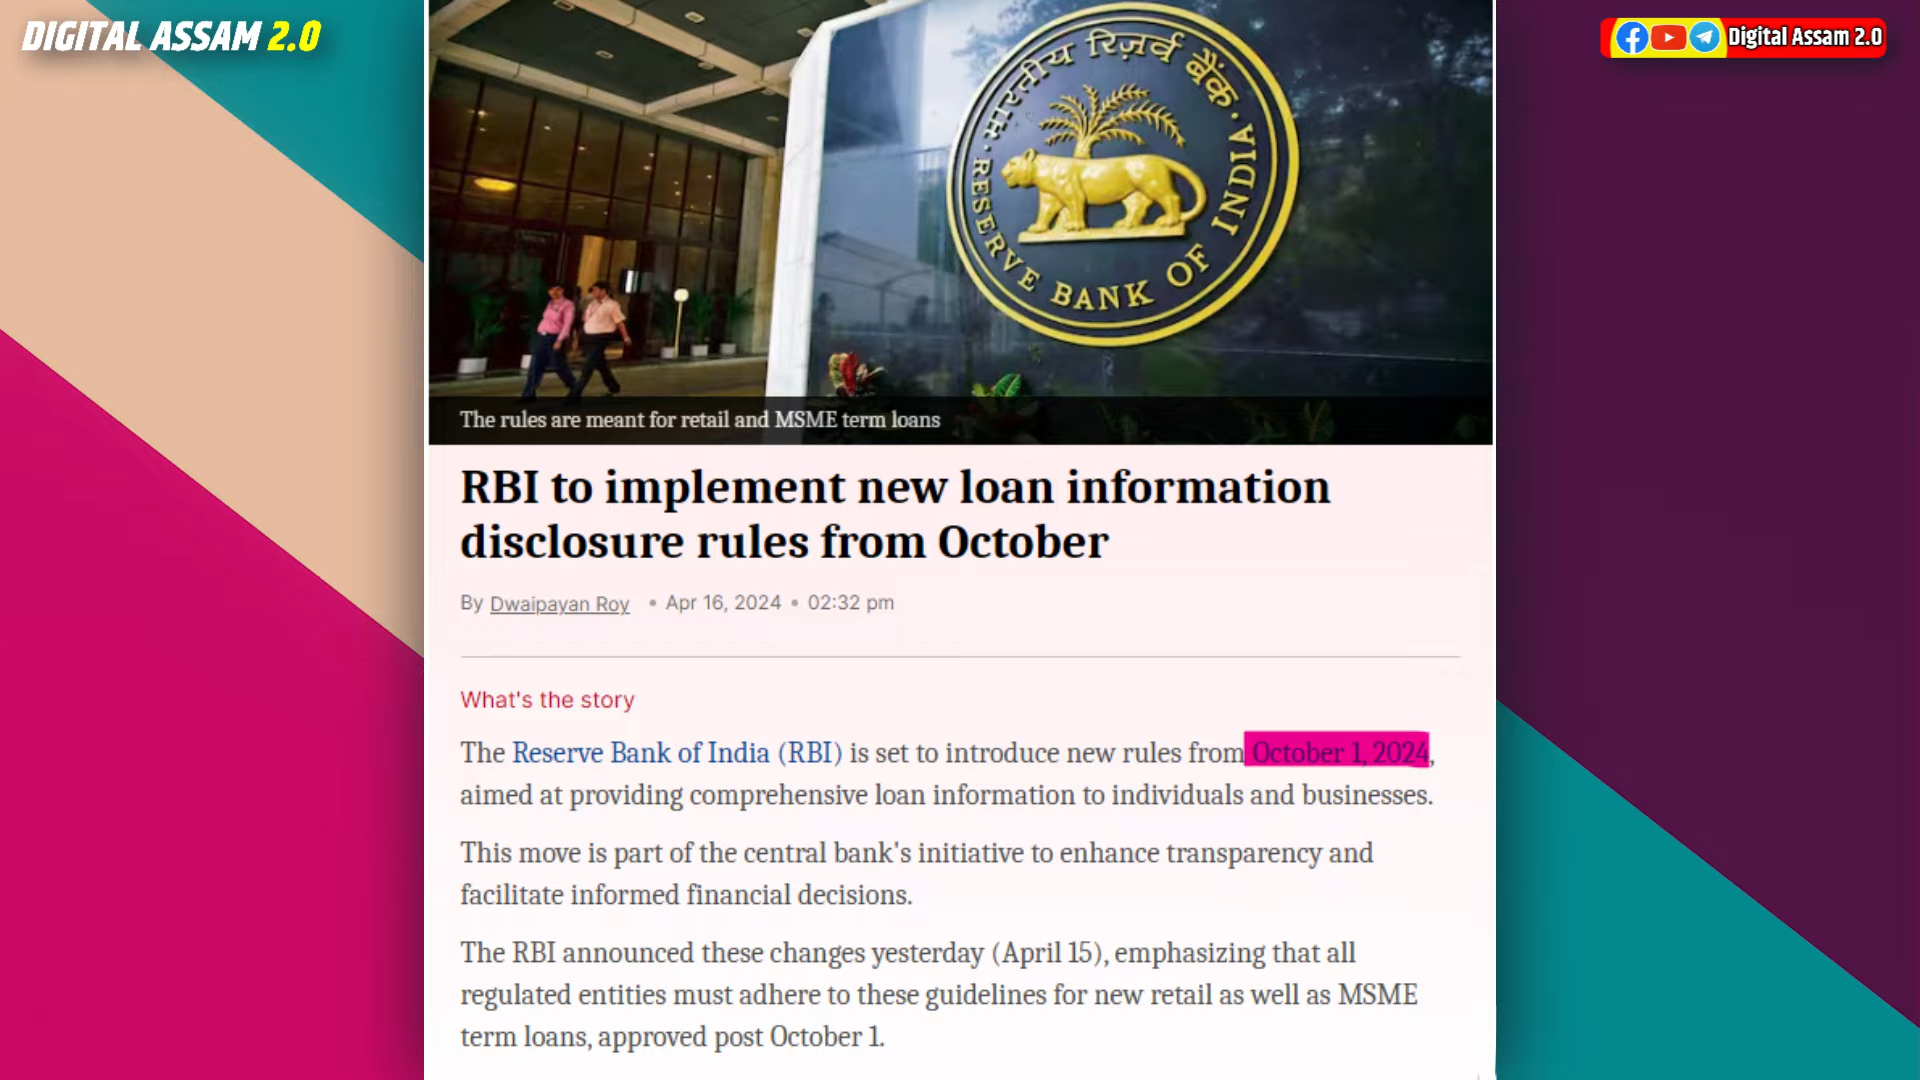 DIGITAL ASSAM 2.0
Digital Assam 2.0
भारतीय रिज़र्व बैंक
RESERVE BANK OF INDIA
The rules are meant for retail and MSME term loans
RBI to implement new loan information
disclosure rules from October
By Dwaipayan Roy • Apr 16, 2024 • 02:32 pm
What's the story
The Reserve Bank of India (RBI) is set to introduce new rules from October 1, 2024,
aimed at providing comprehensive loan information to individuals and businesses.
This move is part of the central bank's initiative to enhance transparency and
facilitate informed financial decisions.
The RBI announced these changes yesterday (April 15), emphasizing that all
regulated entities must adhere to these guidelines for new retail as well as MSME
term loans, approved post October 1.